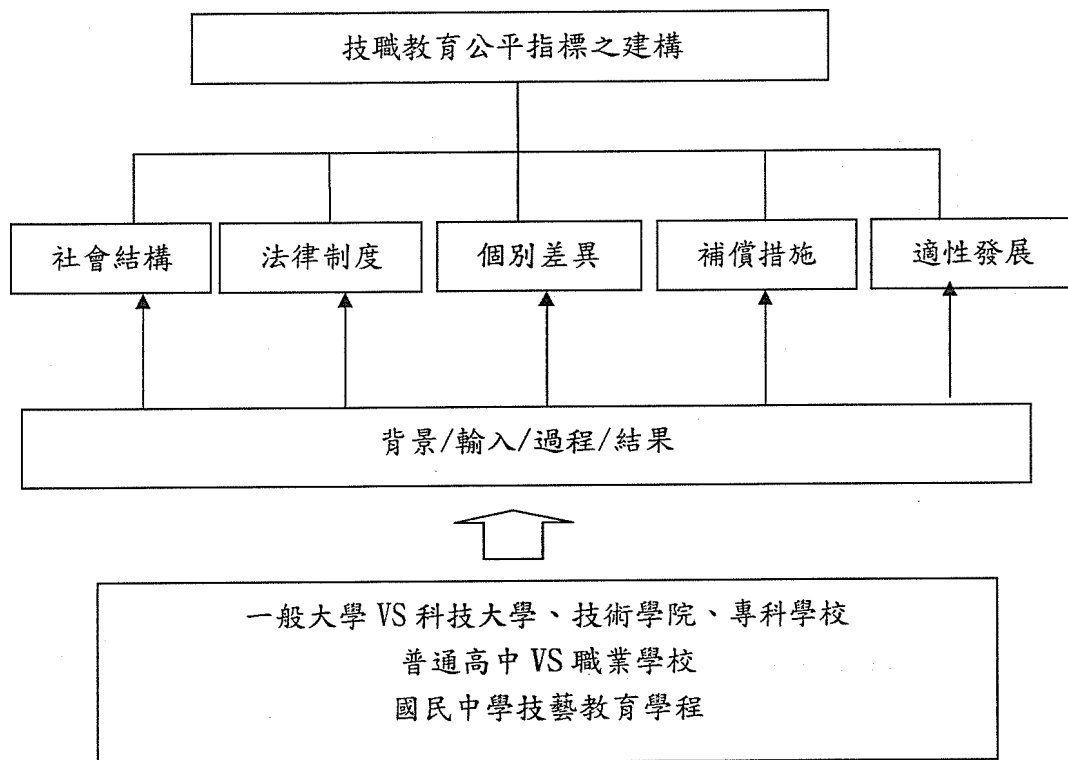 技職教育公平指標之建構
社會結構
法律制度
個別差異
補償措施
適性發展
背景/輸入/過程/結果
一般大學 VS 科技大學、技術學院、專科學校
普通高中 VS 職業學校
國民中學技藝教育學程